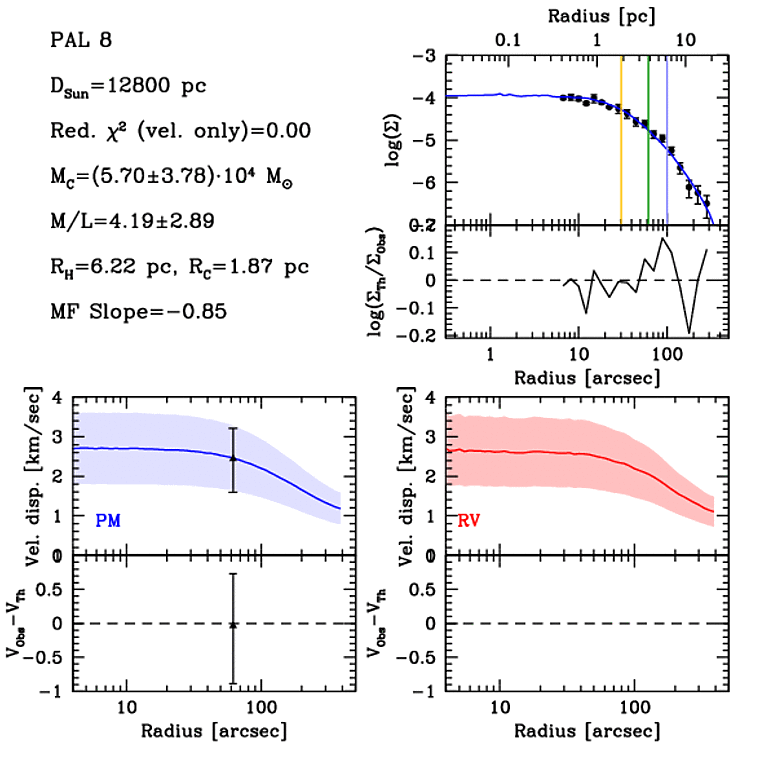 PAL 8
D_Sun=12800 pc
Red. χ² (vel. only)=0.00
M_C=(5.70±3.78)·10⁴ M_⊙
M/L=4.19±2.89
R_H=6.22 pc, R_C=1.87 pc
MF Slope=−0.85
Radius [pc]
0.1 1 10
−3
−4
−5
−6
log(Σ)
0.2
0.1
0
−0.1
−0.2
log(Σ_Th/Σ_Obs)
1 10 100
Radius [arcsec]
4
3
2
1
0
Vel. disp. [km/sec]
PM
0.5
0
−0.5
−1
V_Obs−V_Th
10 100
Radius [arcsec]
4
3
2
1
0
Vel. disp. [km/sec]
RV
0.5
0
−0.5
−1
V_Obs−V_Th
10 100
Radius [arcsec]